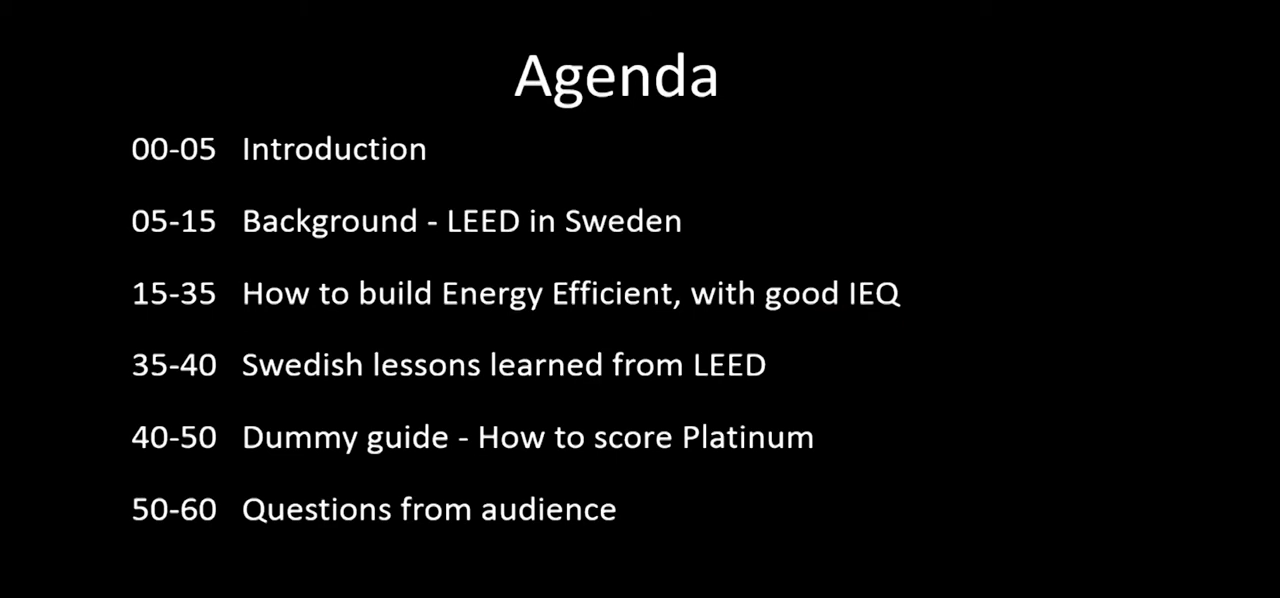 Agenda
00-05 Introduction
05-15 Background - LEED in Sweden
15-35 How to build Energy Efficient, with good IEQ
35-40 Swedish lessons learned from LEED
40-50 Dummy guide - How to score Platinum
50-60 Questions from audience